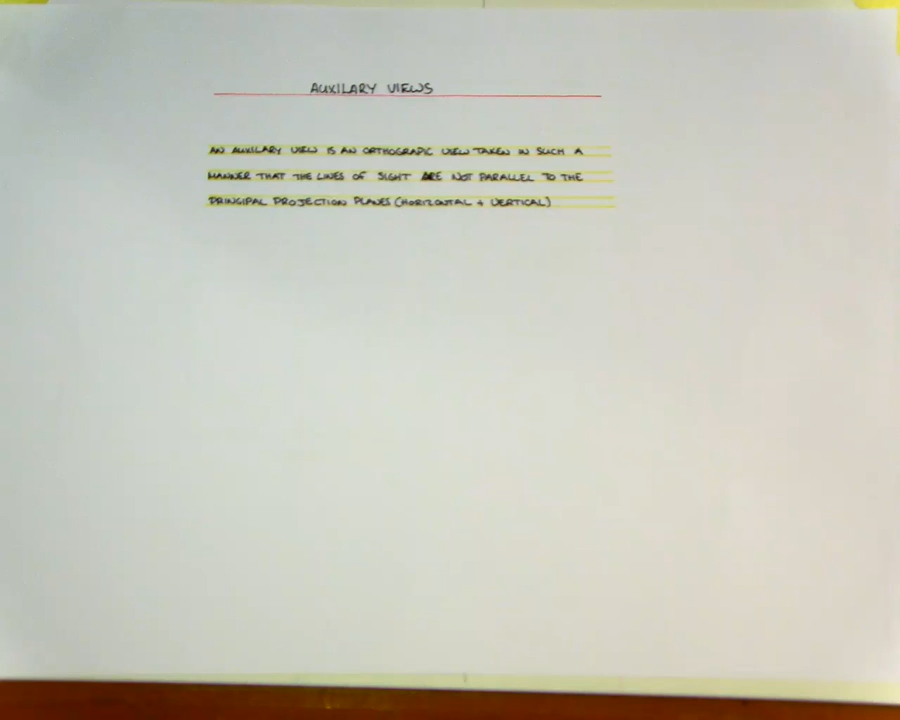 AUXILARY VIEWS
AN AUXILARY VIEW IS AN ORTHOGRAPIC VIEW TAKEN IN SUCH A
MANNER THAT THE LINES OF SIGHT ARE NOT PARALLEL TO THE
PRINCIPAL PROJECTION PLANES (HORIZONTAL + VERTICAL)